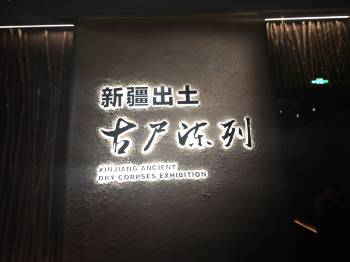 新疆出土
古尸陈列
XINJIANG ANCIENT
DRY CORPSES EXHIBITION